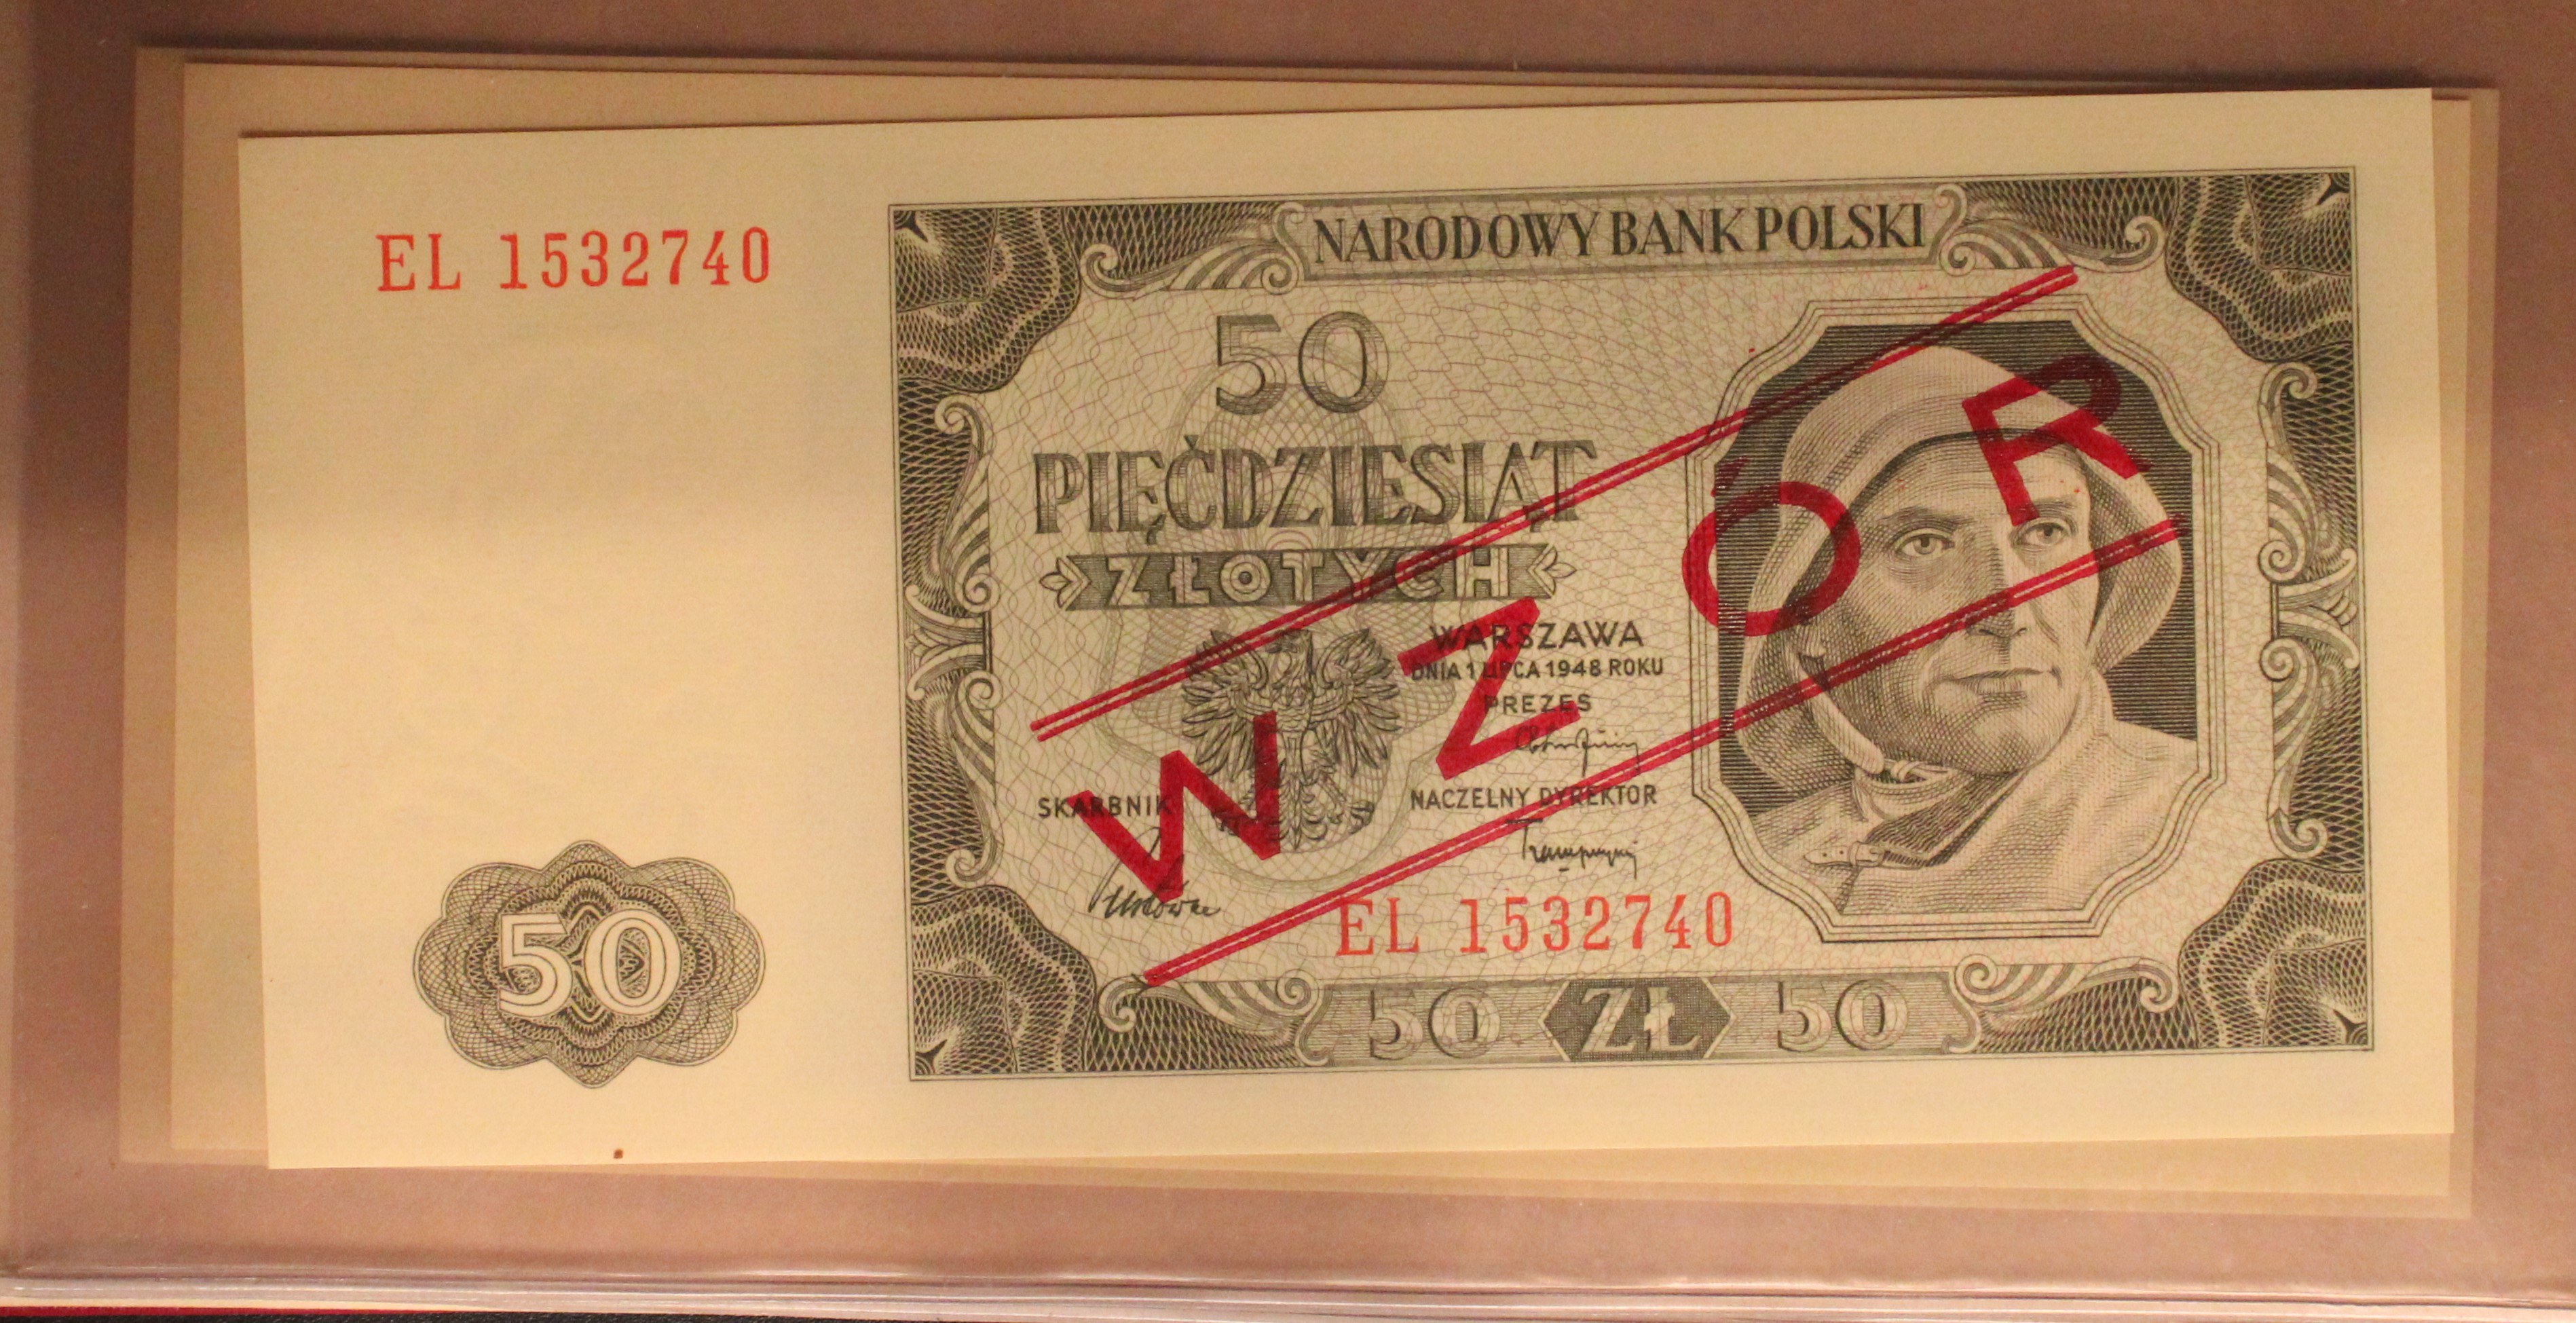 EL 1532740
50
NARODOWY BANK POLSKI
50
PIĘĆDZIESIĄT
ZŁOTYCH
WARSZAWA
DNIA 1 LIPCA 1948 ROKU
PREZES
SKARBNIK
NACZELNY DYREKTOR
EL 1532740
50 ZŁ 50
WZÓR